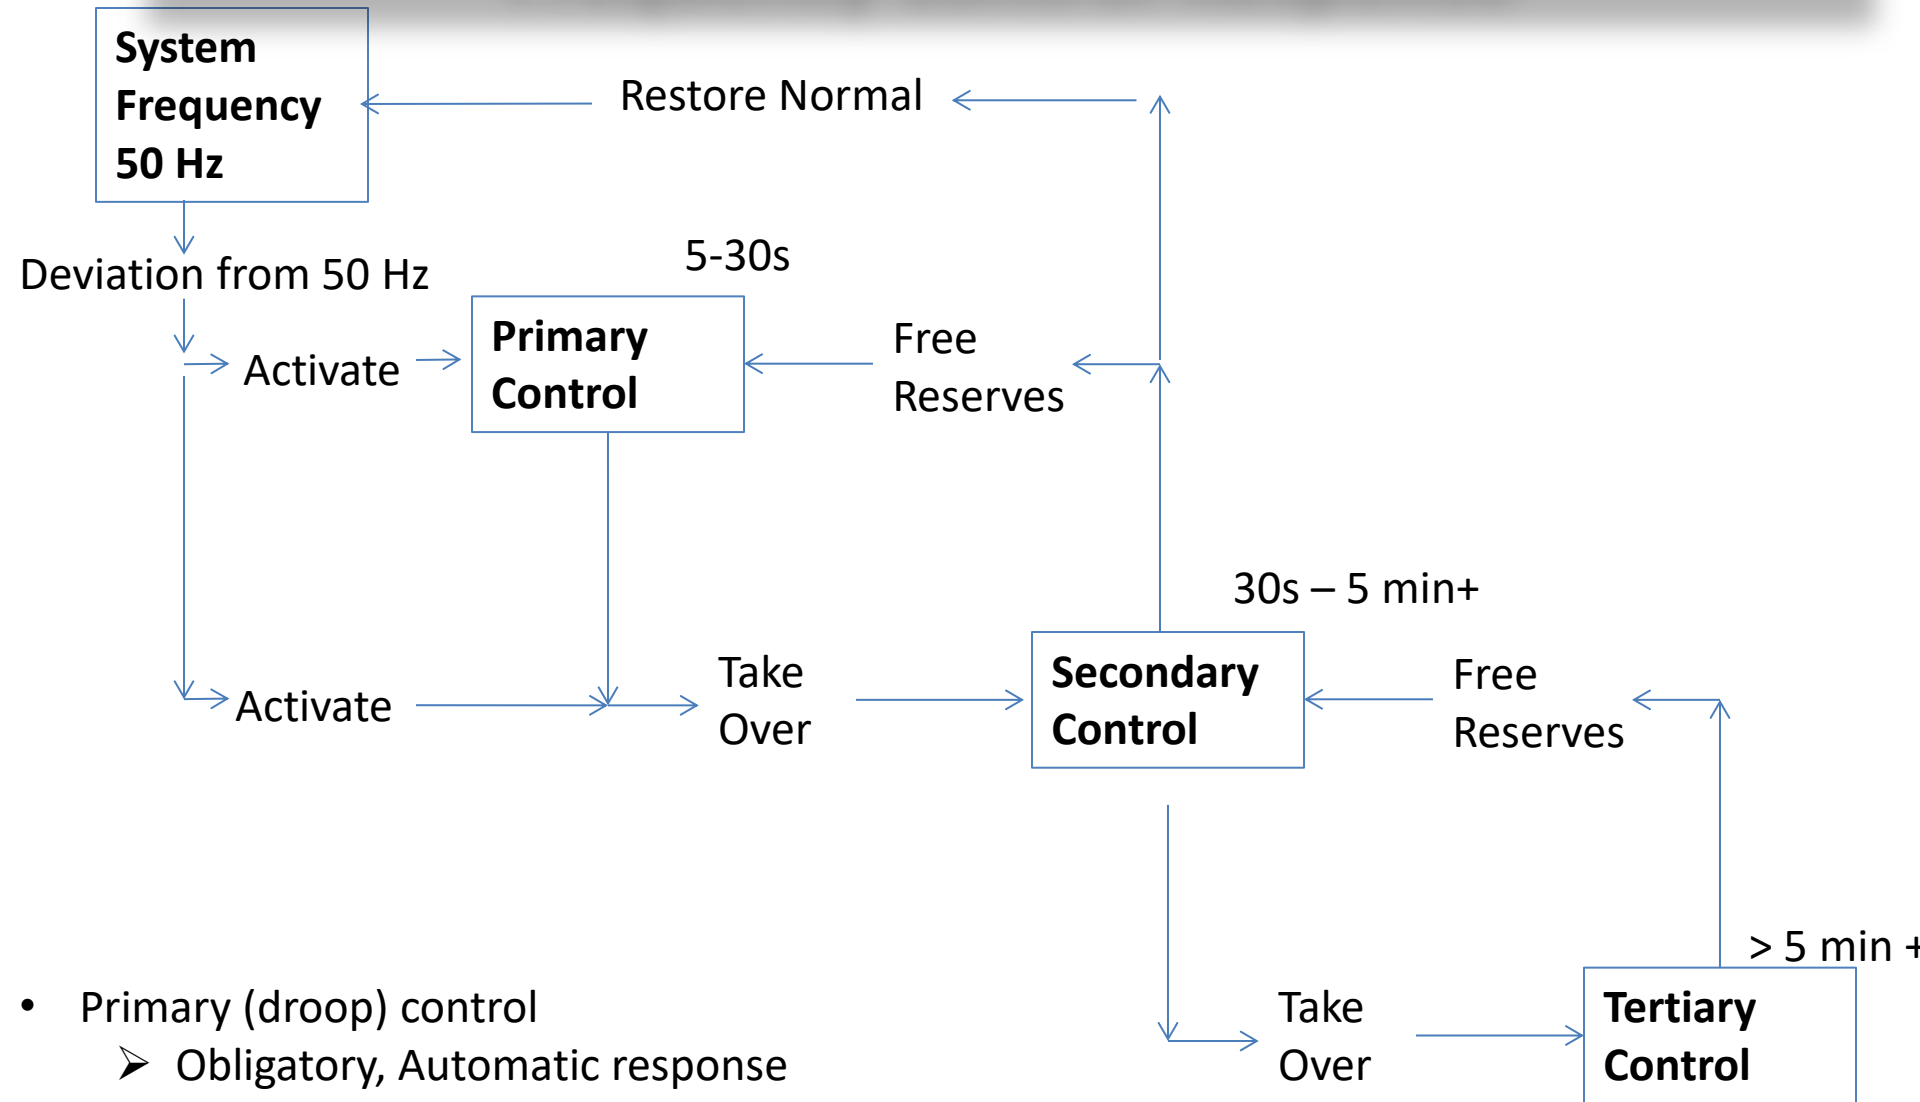 System
Frequency
50 Hz
Restore Normal
Deviation from 50 Hz
5-30s
Activate
Primary
Control
Free
Reserves
30s – 5 min+
Activate
Take
Over
Secondary
Control
Free
Reserves
> 5 min +
• Primary (droop) control
➢ Obligatory, Automatic response
Take
Over
Tertiary
Control